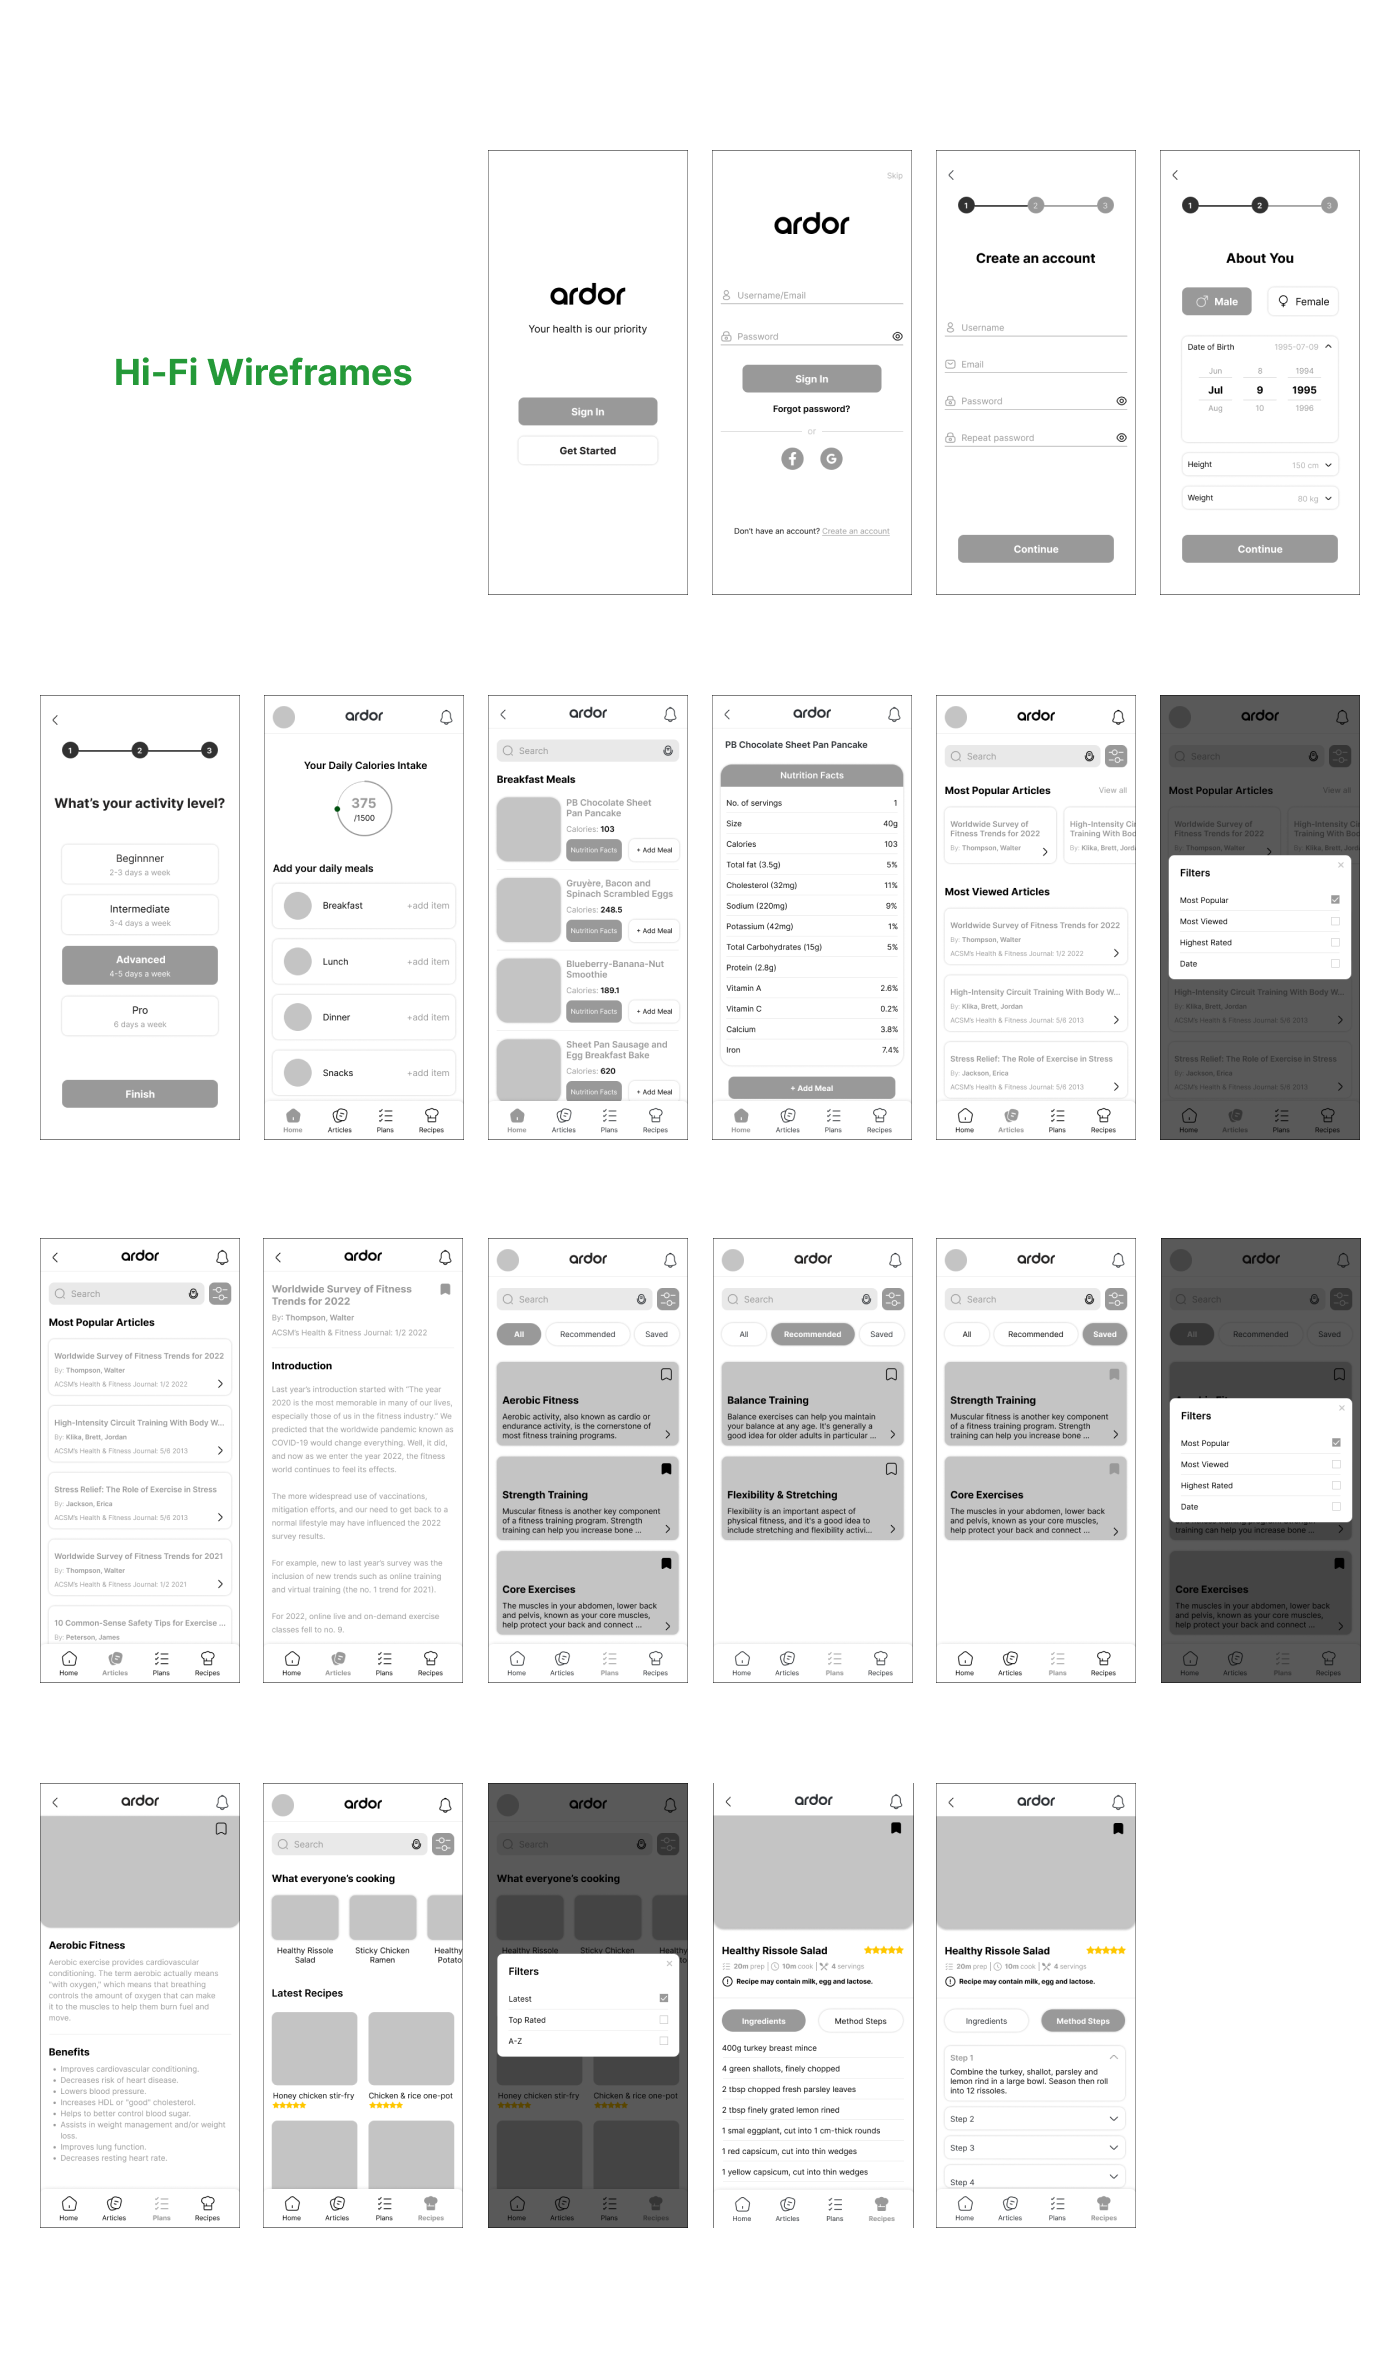 Hi-Fi Wireframes
ardor
Your health is our priority
Sign In
Get Started
Skip
ardor
Username/Email
Password
Sign In
Forgot password?
or
Don't have an account? Create an account
1 2 3
Create an account
Username
Email
Password
Repeat password
Continue
1 2 3
About You
Male Female
Date of Birth 1995-07-09
Jun 8 1994
Jul 9 1995
Aug 10 1996
Height 150 cm
Weight 80 kg
Continue
1 2 3
What's your activity level?
Beginnner
2-3 days a week
Intermediate
3-4 days a week
Advanced
4-5 days a week
Pro
6 days a week
Finish
ardor
Your Daily Calories Intake
375
/1500
Add your daily meals
Breakfast +add item
Lunch +add item
Dinner +add item
Snacks +add item
Home Articles Plans Recipes
ardor
Search
Breakfast Meals
PB Chocolate Sheet
Pan Pancake
Calories: 103
Nutrition Facts + Add Meal
Gruyère, Bacon and
Spinach Scrambled Eggs
Calories: 248.5
Nutrition Facts + Add Meal
Blueberry-Banana-Nut
Smoothie
Calories: 189.1
Nutrition Facts + Add Meal
Sheet Pan Sausage and
Egg Breakfast Bake
Calories: 620
Nutrition Facts + Add Meal
Home Articles Plans Recipes
ardor
PB Chocolate Sheet Pan Pancake
Nutrition Facts
No. of servings 1
Size 40g
Calories 103
Total fat (3.5g) 5%
Cholesterol (32mg) 11%
Sodium (220mg) 9%
Potassium (42mg) 1%
Total Carbohydrates (15g) 5%
Protein (2.8g)
Vitamin A 2.6%
Vitamin C 0.2%
Calcium 3.8%
Iron 7.4%
+ Add Meal
Home Articles Plans Recipes
ardor
Search
Most Popular Articles View all
Worldwide Survey of
Fitness Trends for 2022
By: Thompson, Walter
High-Intensity Ci
Training With Bod
By: Klika, Brett, Jorda
Most Viewed Articles
Worldwide Survey of Fitness Trends for 2022
By: Thompson, Walter
ACSM's Health & Fitness Journal: 1/2 2022
High-Intensity Circuit Training With Body W...
By: Klika, Brett, Jordan
ACSM's Health & Fitness Journal: 5/6 2013
Stress Relief: The Role of Exercise in Stress
By: Jackson, Erica
ACSM's Health & Fitness Journal: 5/6 2013
Home Articles Plans Recipes
ardor
Search
Most Popular Articles View all
Worldwide Survey of
Fitness Trends for 2022
By: Thompson, Walter
High-Intensity Ci
Training With Bod
By: Klika, Brett, Jorda
Filters
Most Popular
Most Viewed
Highest Rated
Date
High-Intensity Circuit Training With Body W...
By: Klika, Brett, Jordan
ACSM's Health & Fitness Journal: 5/6 2013
Stress Relief: The Role of Exercise in Stress
By: Jackson, Erica
ACSM's Health & Fitness Journal: 5/6 2013
Home Articles Plans Recipes
ardor
Search
Most Popular Articles
Worldwide Survey of Fitness Trends for 2022
By: Thompson, Walter
ACSM's Health & Fitness Journal: 1/2 2022
High-Intensity Circuit Training With Body W...
By: Klika, Brett, Jordan
ACSM's Health & Fitness Journal: 5/6 2013
Stress Relief: The Role of Exercise in Stress
By: Jackson, Erica
ACSM's Health & Fitness Journal: 5/6 2013
Worldwide Survey of Fitness Trends for 2021
By: Thompson, Walter
ACSM's Health & Fitness Journal: 1/2 2021
10 Common-Sense Safety Tips for Exercise ...
By: Peterson, James
Home Articles Plans Recipes
ardor
Worldwide Survey of Fitness
Trends for 2022
By: Thompson, Walter
ACSM's Health & Fitness Journal: 1/2 2022
Introduction
Last year's introduction started with "The year
2020 is the most memorable in many of our lives,
especially those of us in the fitness industry." We
predicted that the worldwide pandemic known as
COVID-19 would change everything. Well, it did,
and now as we enter the year 2022, the fitness
world continues to feel its effects.
The more widespread use of vaccinations,
mitigation efforts, and our need to get back to a
normal lifestyle may have influenced the 2022
survey results.
For example, new to last year's survey was the
inclusion of new trends such as online training
and virtual training (the no. 1 trend for 2021).
For 2022, online live and on-demand exercise
classes fell to no. 9.
Home Articles Plans Recipes
ardor
Search
All Recommended Saved
Aerobic Fitness
Aerobic activity, also known as cardio or
endurance activity, is the cornerstone of
most fitness training programs.
Strength Training
Muscular fitness is another key component
of a fitness training program. Strength
training can help you increase bone ...
Core Exercises
The muscles in your abdomen, lower back
and pelvis, known as your core muscles,
help protect your back and connect ...
Home Articles Plans Recipes
ardor
Search
All Recommended Saved
Balance Training
Balance exercises can help you maintain
your balance at any age. It's generally a
good idea for older adults in particular ...
Flexibility & Stretching
Flexibility is an important aspect of
physical fitness, and it's a good idea to
include stretching and flexibility activi...
Home Articles Plans Recipes
ardor
Search
All Recommended Saved
Strength Training
Muscular fitness is another key component
of a fitness training program. Strength
training can help you increase bone ...
Core Exercises
The muscles in your abdomen, lower back
and pelvis, known as your core muscles,
help protect your back and connect ...
Home Articles Plans Recipes
ardor
Search
All Recommended Saved
Filters
Most Popular
Most Viewed
Highest Rated
Date
training can help you increase bone ...
Core Exercises
The muscles in your abdomen, lower back
and pelvis, known as your core muscles,
help protect your back and connect ...
Home Articles Plans Recipes
ardor
Aerobic Fitness
Aerobic exercise provides cardiovascular
conditioning. The term aerobic actually means
"with oxygen," which means that breathing
controls the amount of oxygen that can make
it to the muscles to help them burn fuel and
move.
Benefits
• Improves cardiovascular conditioning.
• Decreases risk of heart disease.
• Lowers blood pressure.
• Increases HDL or "good" cholesterol.
• Helps to better control blood sugar.
• Assists in weight management and/or weight
loss.
• Improves lung function.
• Decreases resting heart rate.
Home Articles Plans Recipes
ardor
Search
What everyone's cooking
Healthy Rissole
Salad
Sticky Chicken
Ramen
Healthy
Potato
Latest Recipes
Honey chicken stir-fry Chicken & rice one-pot
Home Articles Plans Recipes
ardor
Search
What everyone's cooking
Healthy Rissole Sticky Chicken Healthy
Filters
Latest
Top Rated
A-Z
Honey chicken stir-fry Chicken & rice one-pot
Home Articles Plans Recipes
ardor
Healthy Rissole Salad
20m prep | 10m cook | 4 servings
Recipe may contain milk, egg and lactose.
Ingredients Method Steps
400g turkey breast mince
4 green shallots, finely chopped
2 tbsp chopped fresh parsley leaves
2 tbsp finely grated lemon rined
1 smal eggplant, cut into 1 cm-thick rounds
1 red capsicum, cut into thin wedges
1 yellow capsicum, cut into thin wedges
Home Articles Plans Recipes
ardor
Healthy Rissole Salad
20m prep | 10m cook | 4 servings
Recipe may contain milk, egg and lactose.
Ingredients Method Steps
Step 1
Combine the turkey, shallot, parsley and
lemon rind in a large bowl. Season then roll
into 12 rissoles.
Step 2
Step 3
Step 4
Home Articles Plans Recipes